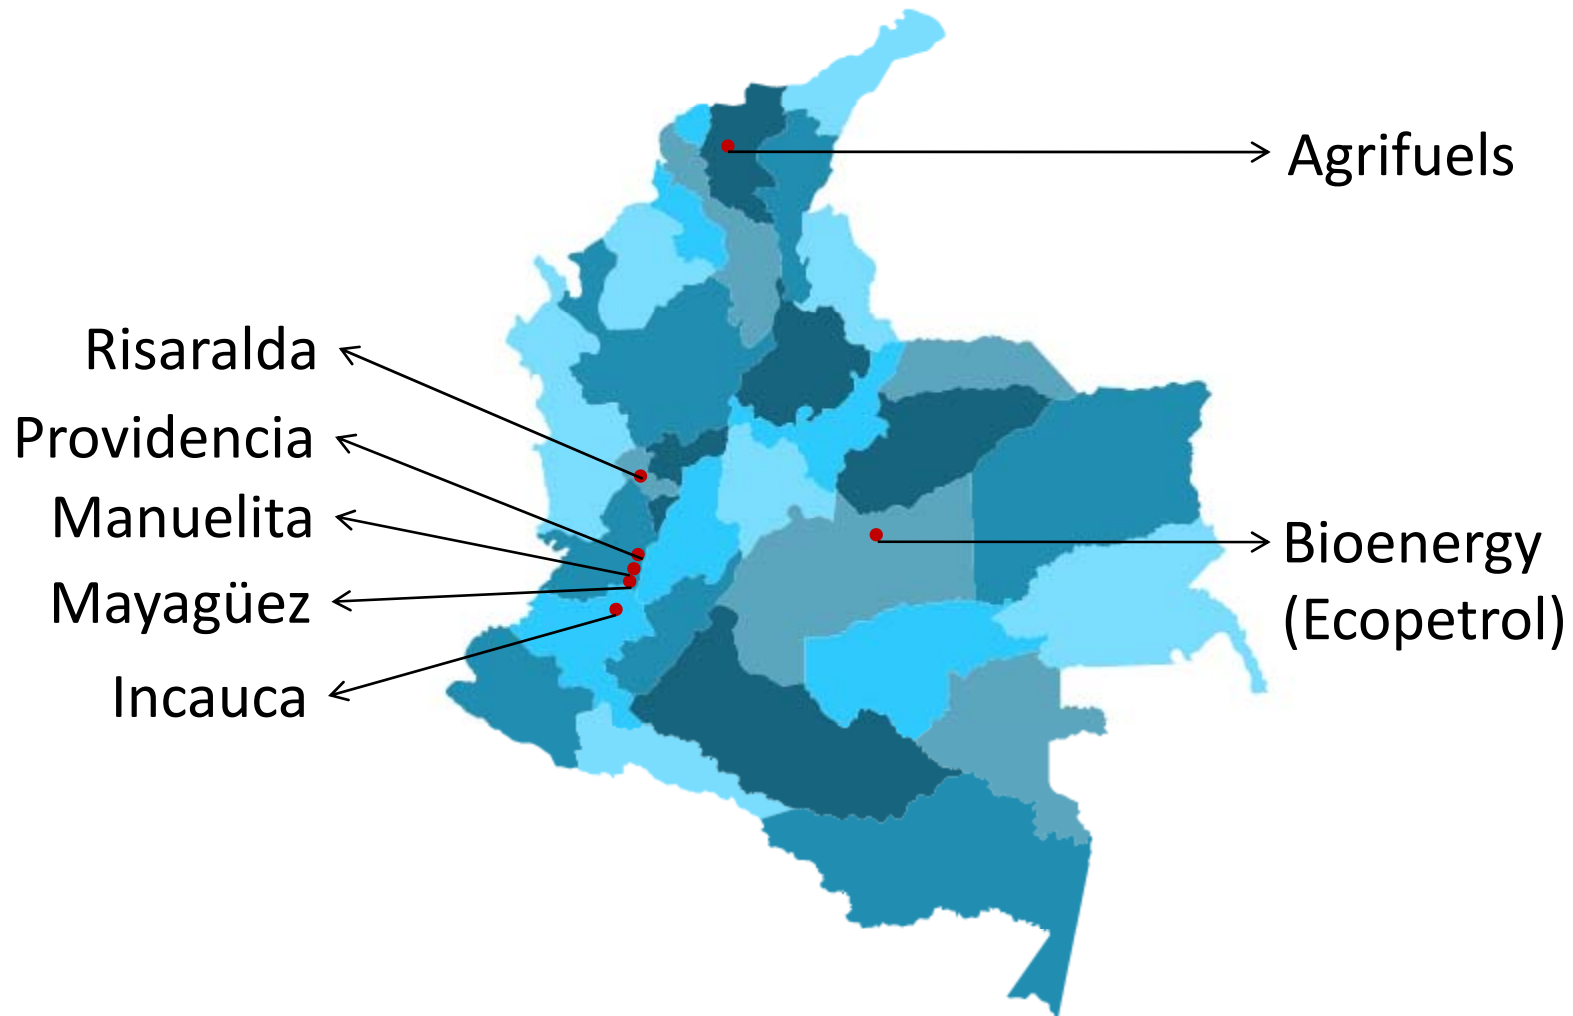 Agrifuels
Risaralda
Providencia
Manuelita
Mayagüez
Incauca
Bioenergy
(Ecopetrol)